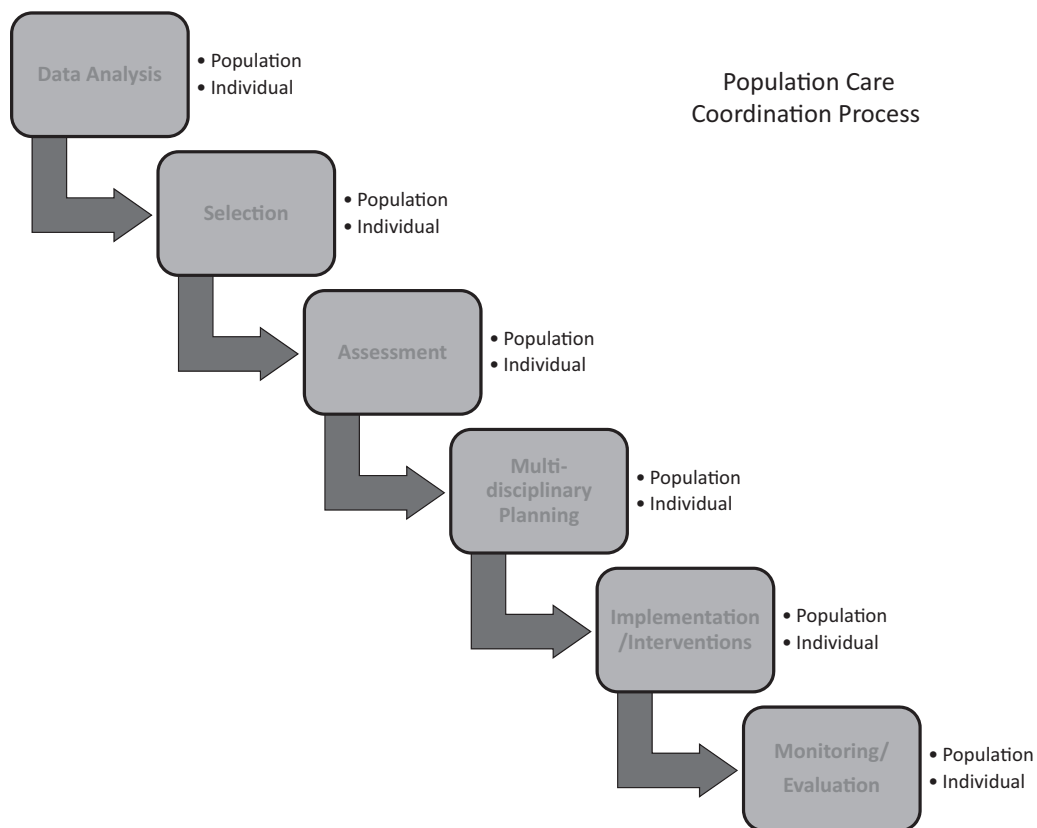 Population Care
Coordination Process
Data Analysis
• Population
• Individual
Selection
• Population
• Individual
Assessment
• Population
• Individual
Multi-
disciplinary
Planning
• Population
• Individual
Implementation
/Interventions
• Population
• Individual
Monitoring/
Evaluation
• Population
• Individual